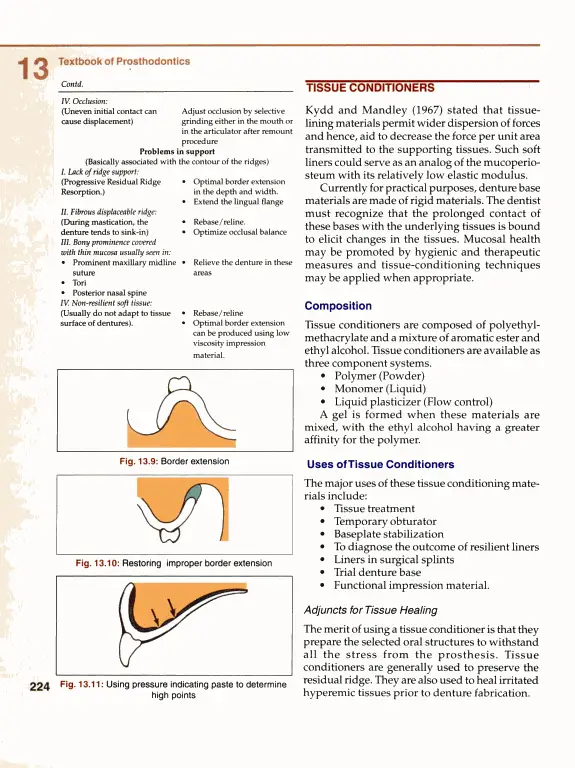 13
Textbook of Prosthodontics
Contd.
IV. Occlusion:
(Uneven initial contact can
cause displacement)
Adjust occlusion by selective
grinding either in the mouth or
in the articulator after remount
procedure
Problems in support
(Basically associated with the contour of the ridges)
I. Lack of ridge support:
(Progressive Residual Ridge
Resorption.)
• Optimal border extension
in the depth and width.
• Extend the lingual flange
II. Fibrous displaceable ridge:
(During mastication, the
denture tends to sink-in)
• Rebase/reline.
• Optimize occlusal balance
III. Bony prominence covered
with thin mucosa usually seen in:
• Prominent maxillary midline
suture
• Tori
• Posterior nasal spine
• Relieve the denture in these
areas
IV. Non-resilient soft tissue:
(Usually do not adapt to tissue
surface of dentures).
• Rebase/reline
• Optimal border extension
can be produced using low
viscosity impression
material.
Fig. 13.9: Border extension
Fig. 13.10: Restoring improper border extension
Fig. 13.11: Using pressure indicating paste to determine
high points
224
TISSUE CONDITIONERS
Kydd and Mandley (1967) stated that tissue-
lining materials permit wider dispersion of forces
and hence, aid to decrease the force per unit area
transmitted to the supporting tissues. Such soft
liners could serve as an analog of the mucoperio-
steum with its relatively low elastic modulus.
Currently for practical purposes, denture base
materials are made of rigid materials. The dentist
must recognize that the prolonged contact of
these bases with the underlying tissues is bound
to elicit changes in the tissues. Mucosal health
may be promoted by hygienic and therapeutic
measures and tissue-conditioning techniques
may be applied when appropriate.
Composition
Tissue conditioners are composed of polyethyl-
methacrylate and a mixture of aromatic ester and
ethyl alcohol. Tissue conditioners are available as
three component systems.
• Polymer (Powder)
• Monomer (Liquid)
• Liquid plasticizer (Flow control)
A gel is formed when these materials are
mixed, with the ethyl alcohol having a greater
affinity for the polymer.
Uses of Tissue Conditioners
The major uses of these tissue conditioning mate-
rials include:
• Tissue treatment
• Temporary obturator
• Baseplate stabilization
• To diagnose the outcome of resilient liners
• Liners in surgical splints
• Trial denture base
• Functional impression material.
Adjuncts for Tissue Healing
The merit of using a tissue conditioner is that they
prepare the selected oral structures to withstand
all the stress from the prosthesis. Tissue
conditioners are generally used to preserve the
residual ridge. They are also used to heal irritated
hyperemic tissues prior to denture fabrication.